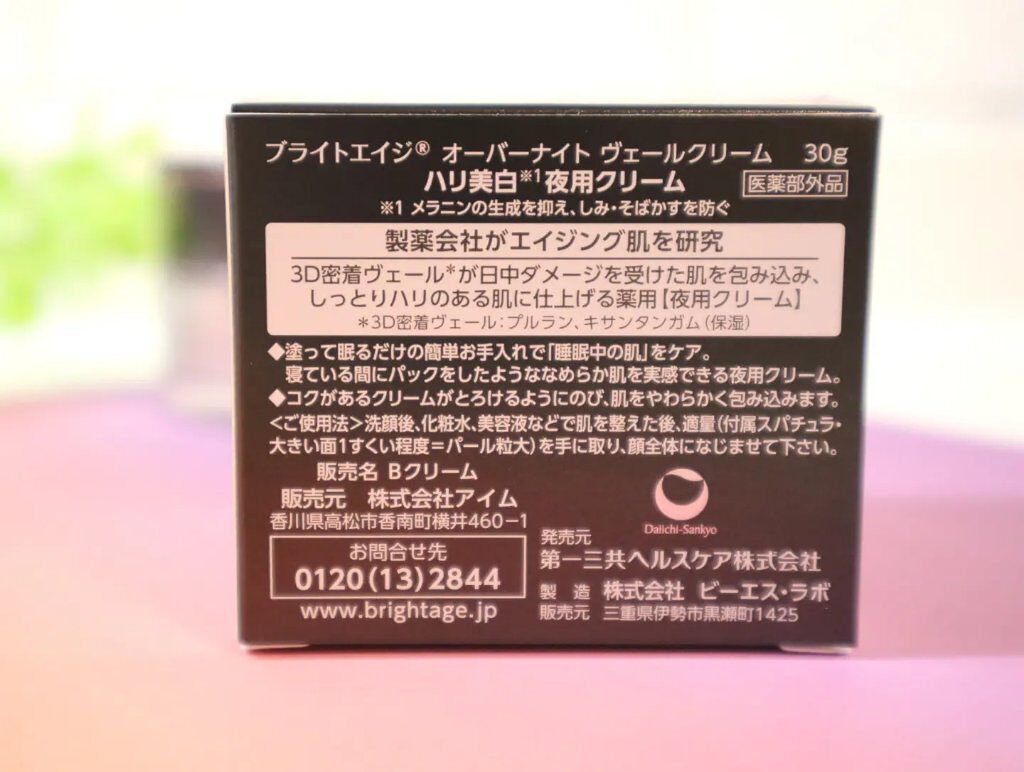 ブライトエイジ® オーバーナイト ヴェールクリーム 30g
ハリ美白※1夜用クリーム 医薬部外品
※1 メラニンの生成を抑え、しみ・そばかすを防ぐ
製薬会社がエイジング肌を研究
3D密着ヴェール*が日中ダメージを受けた肌を包み込み、
しっとりハリのある肌に仕上げる薬用【夜用クリーム】
*3D密着ヴェール:プルラン、キサンタンガム(保湿)
◆塗って眠るだけの簡単お手入れで「睡眠中の肌」をケア。
寝ている間にパックをしたようななめらか肌を実感できる夜用クリーム。
◆コクがあるクリームがとろけるようにのび、肌をやわらかく包み込みます。
<ご使用法>洗顔後、化粧水、美容液などで肌を整えた後、適量(付属スパチュラ・
大きい面1すくい程度=パール粒大)を手に取り、顔全体になじませて下さい。
販売名 Bクリーム
販売元 株式会社アイム
香川県高松市香南町横井460-1
お問合せ先
0120(13)2844
www.brightage.jp
Daiichi-Sankyo
発売元
第一三共ヘルスケア株式会社
製造 株式会社 ビーエス・ラボ
販売元 三重県伊勢市黒瀬町1425